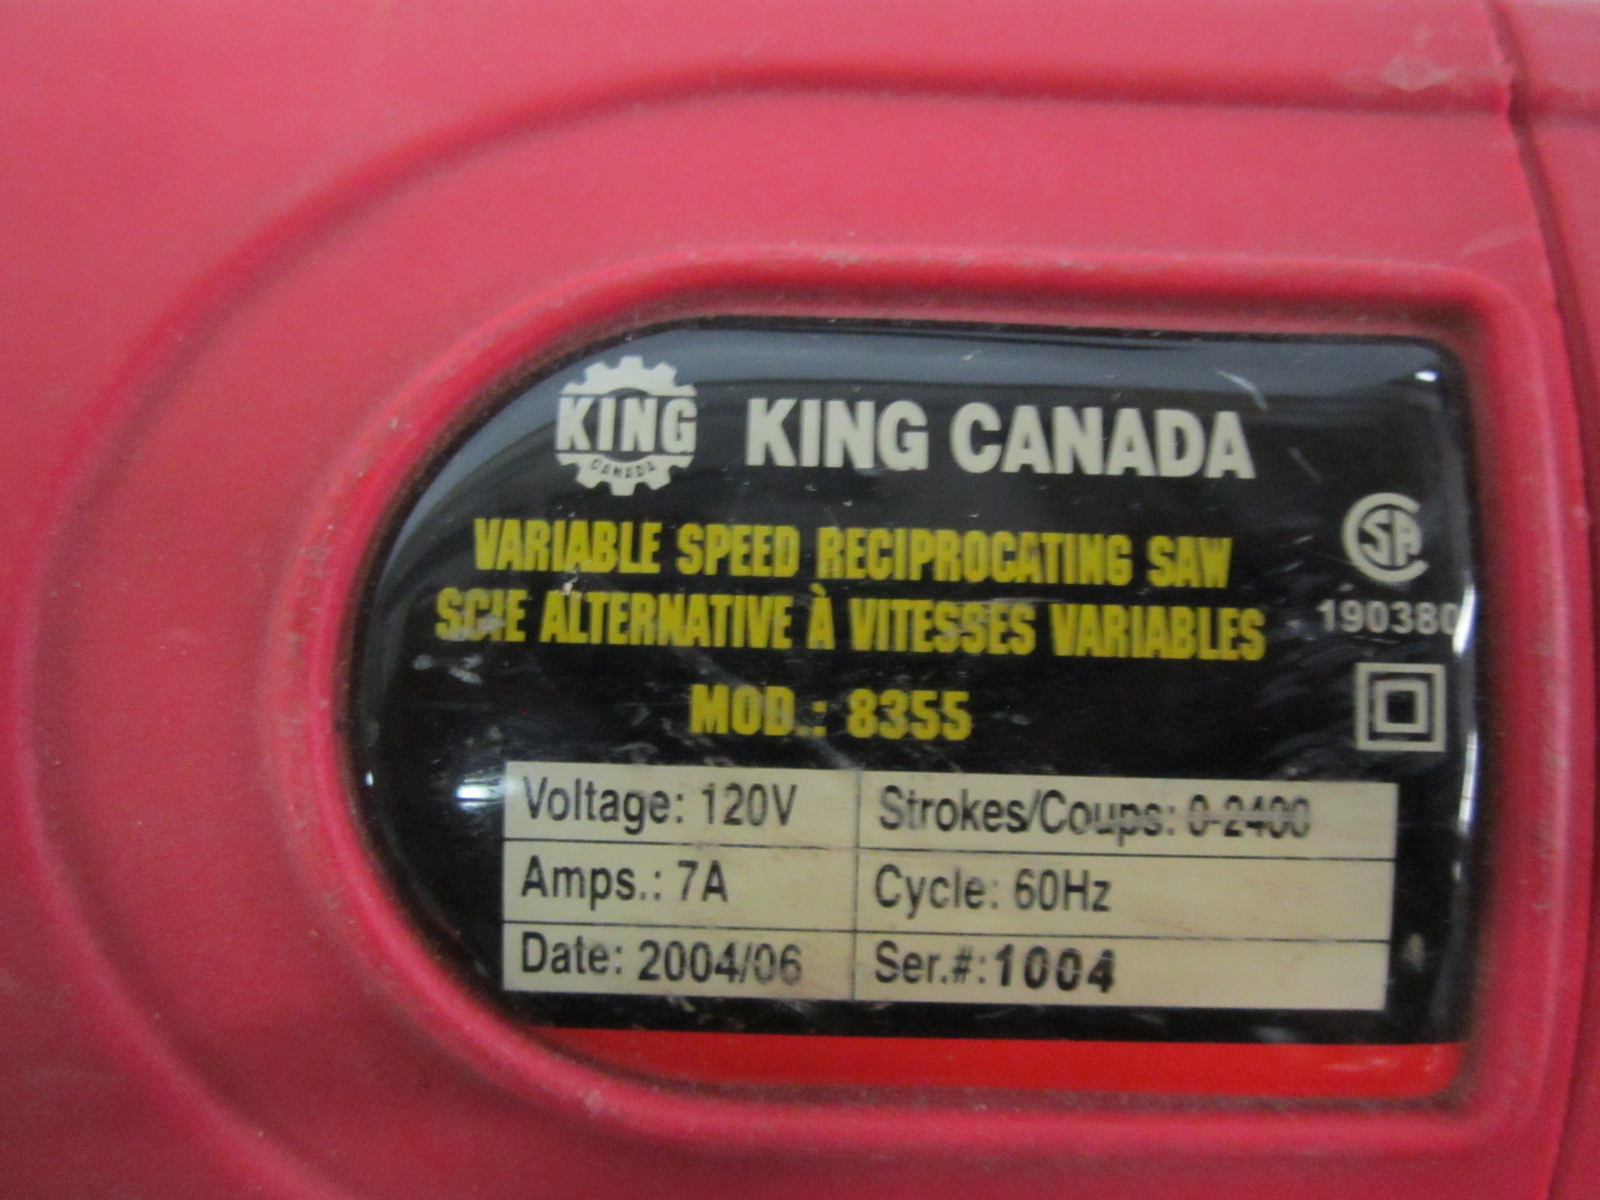 KING
CANADA
KING CANADA
VARIABLE SPEED RECIPROCATING SAW
SCIE ALTERNATIVE À VITESSES VARIABLES
MOD.: 8355
CSA
190380
Voltage: 120V
Strokes/Coups: 0-2400
Amps.: 7A
Cycle: 60Hz
Date: 2004/06
Ser.#: 1004